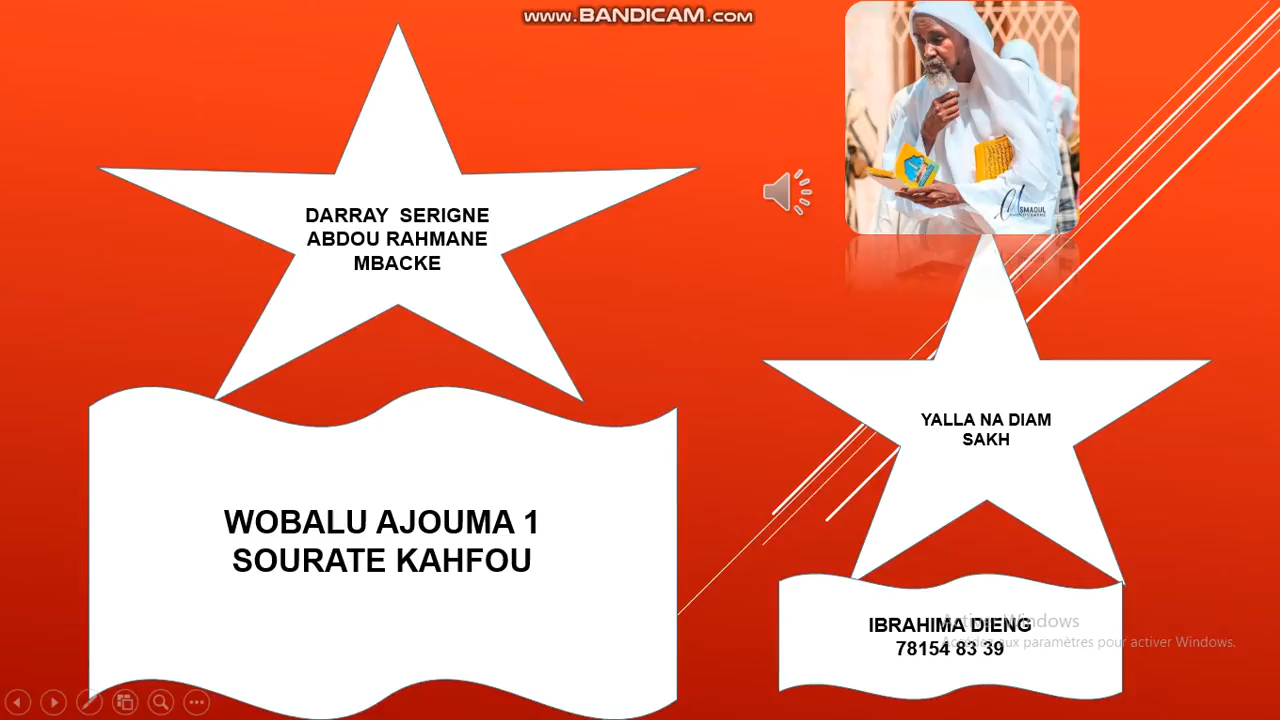 WWW.BANDICAM.COM
DARRAY SERIGNE
ABDOU RAHMANE
MBACKE
WOBALU AJOUMA 1
SOURATE KAHFOU
YALLA NA DIAM
SAKH
IBRAHIMA DIENG
78154 83 39
Activer Windows
Accédez aux paramètres pour activer Windows.